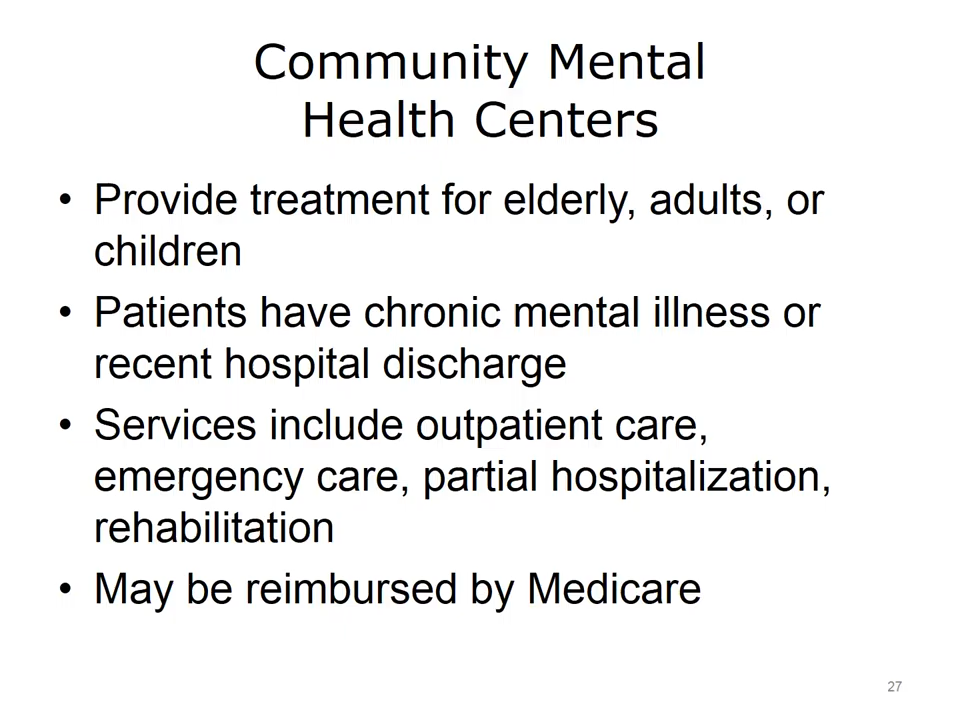 Community Mental
Health Centers
• Provide treatment for elderly, adults, or
children
• Patients have chronic mental illness or
recent hospital discharge
• Services include outpatient care,
emergency care, partial hospitalization,
rehabilitation
• May be reimbursed by Medicare
27